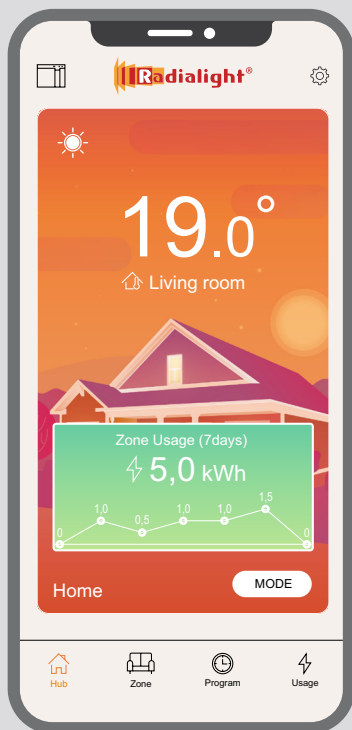 Radialight®
19.0°
Living room
Zone Usage (7days)
5,0 kWh
0 1,0 0,5 1,0 1,0 1,5 0
Home MODE
Hub Zone Program Usage